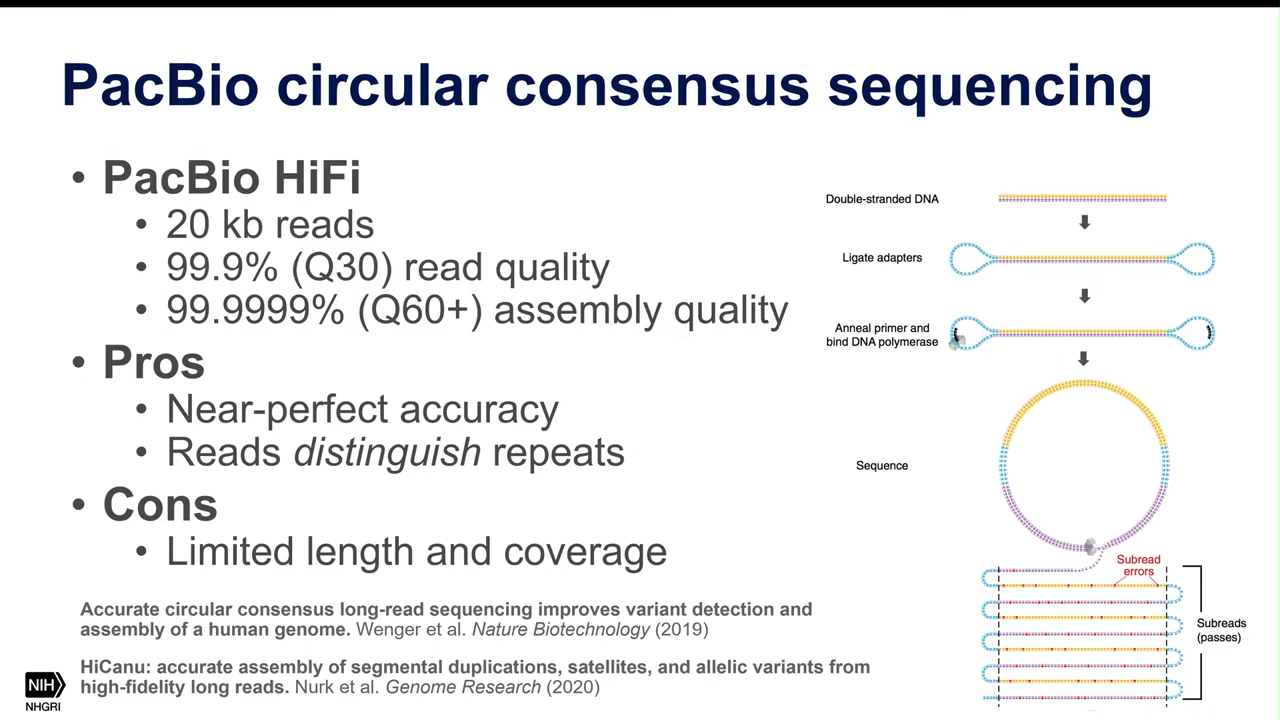 PacBio circular consensus sequencing
• PacBio HiFi
• 20 kb reads
• 99.9% (Q30) read quality
• 99.9999% (Q60+) assembly quality
• Pros
• Near-perfect accuracy
• Reads distinguish repeats
• Cons
• Limited length and coverage
Accurate circular consensus long-read sequencing improves variant detection and
assembly of a human genome. Wenger et al. Nature Biotechnology (2019)
HiCanu: accurate assembly of segmental duplications, satellites, and allelic variants from
high-fidelity long reads. Nurk et al. Genome Research (2020)
NIH
NHGRI
Double-stranded DNA
Ligate adapters
Anneal primer and
bind DNA polymerase
Sequence
Subread
errors
Subreads
(passes)